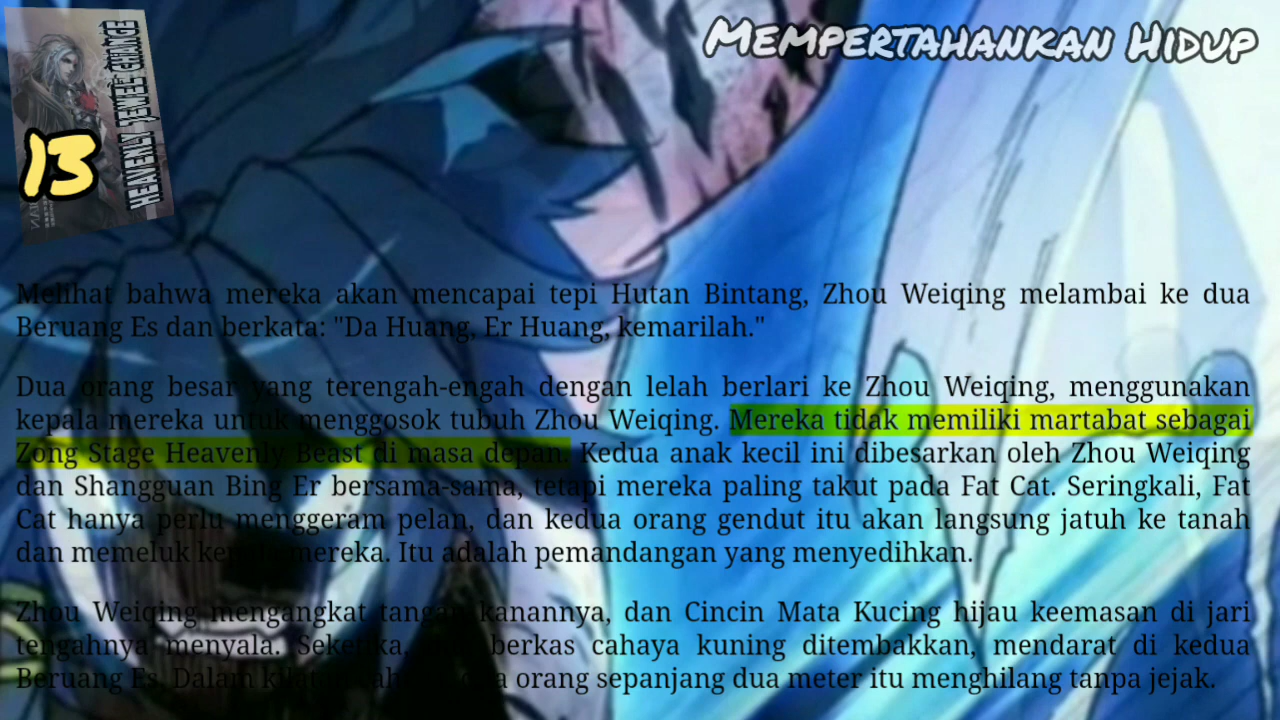 Mempertahankan Hidup
HEAVENLY JEWEL CHANGE
13
Melihat bahwa mereka akan mencapai tepi Hutan Bintang, Zhou Weiqing melambai ke dua
Beruang Es dan berkata: "Da Huang, Er Huang, kemarilah."
Dua orang besar yang terengah-engah dengan lelah berlari ke Zhou Weiqing, menggunakan
kepala mereka untuk menggosok tubuh Zhou Weiqing. Mereka tidak memiliki martabat sebagai
Zong Stage Heavenly Beast di masa depan. Kedua anak kecil ini dibesarkan oleh Zhou Weiqing
dan Shangguan Bing Er bersama-sama, tetapi mereka paling takut pada Fat Cat. Seringkali, Fat
Cat hanya perlu menggeram pelan, dan kedua orang gendut itu akan langsung jatuh ke tanah
dan memeluk kepala mereka. Itu adalah pemandangan yang menyedihkan.
Zhou Weiqing mengangkat tangan kanannya, dan Cincin Mata Kucing hijau keemasan di jari
tengahnya menyala. Seketika, berkas cahaya kuning ditembakkan, mendarat di kedua
Beruang Es. Dalam orang sepanjang dua meter itu menghilang tanpa jejak.